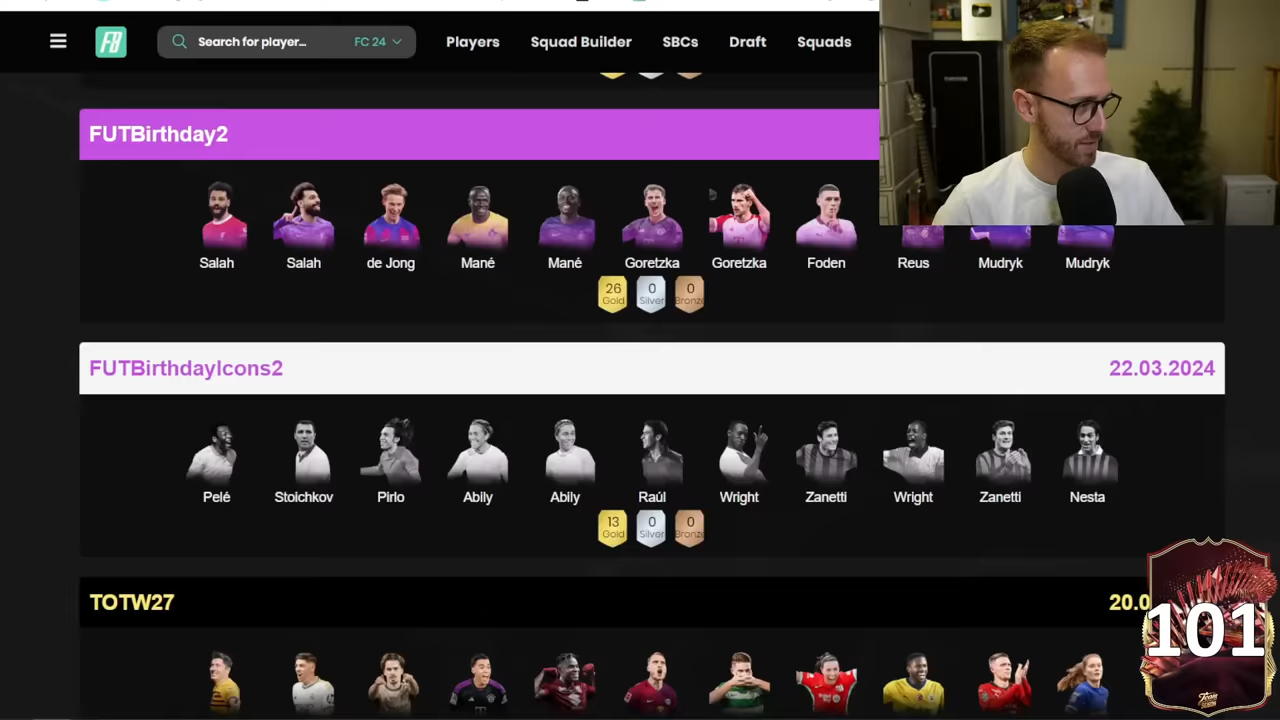 FB
Search for player...
FC 24
Players
Squad Builder
SBCs
Draft
Squads
FUTBirthday2
Salah
Salah
de Jong
Mané
Mané
Goretzka
Goretzka
Foden
Reus
Mudryk
Mudryk
26
Gold
0
Silver
0
Bronze
FUTBirthdayIcons2
22.03.2024
Pelé
Stoichkov
Pirlo
Abily
Abily
Raúl
Wright
Zanetti
Wright
Zanetti
Nesta
13
Gold
0
Silver
0
Bronze
TOTW27
20.0
101